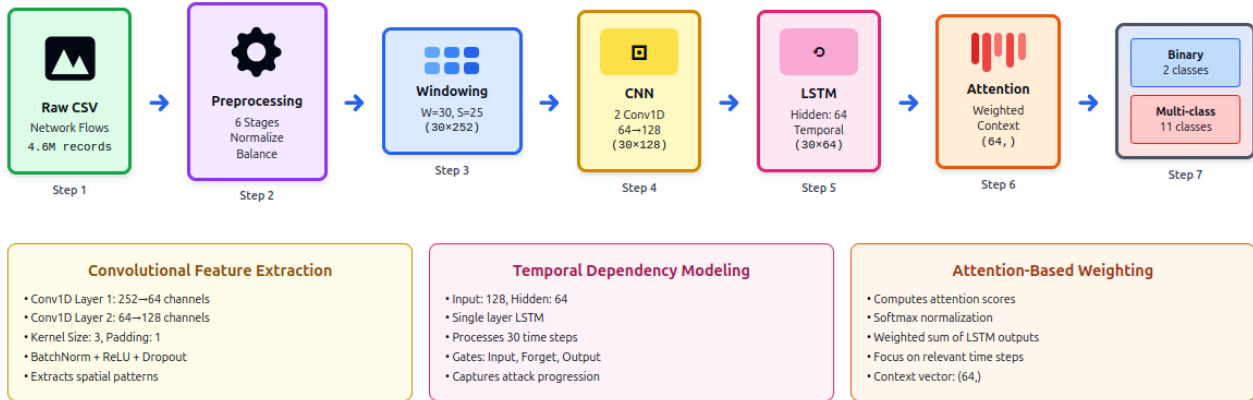 Raw CSV
Network Flows
4.6M records
Step 1
Preprocessing
6 Stages
Normalize
Balance
Step 2
Windowing
W=30, S=25
(30×252)
Step 3
CNN
2 Conv1D
64→128
(30×128)
Step 4
LSTM
Hidden: 64
Temporal
(30×64)
Step 5
Attention
Weighted
Context
(64,)
Step 6
Binary
2 classes
Multi-class
11 classes
Step 7
Convolutional Feature Extraction
• Conv1D Layer 1: 252→64 channels
• Conv1D Layer 2: 64→128 channels
• Kernel Size: 3, Padding: 1
• BatchNorm + ReLU + Dropout
• Extracts spatial patterns
Temporal Dependency Modeling
• Input: 128, Hidden: 64
• Single layer LSTM
• Processes 30 time steps
• Gates: Input, Forget, Output
• Captures attack progression
Attention-Based Weighting
• Computes attention scores
• Softmax normalization
• Weighted sum of LSTM outputs
• Focus on relevant time steps
• Context vector: (64,)